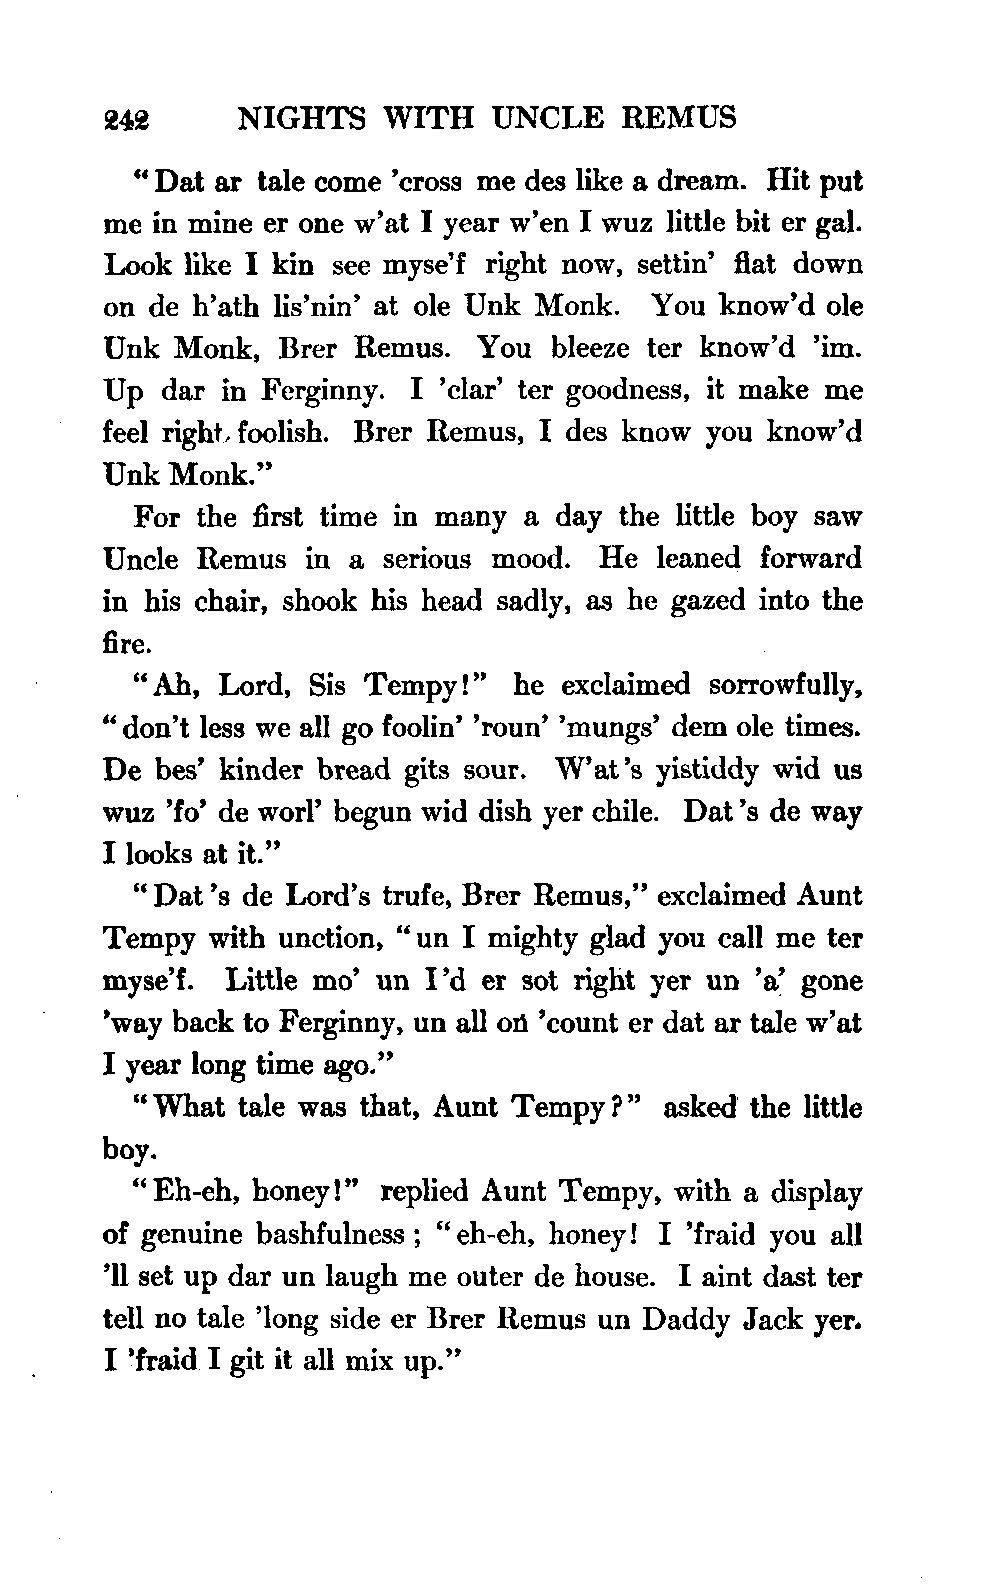 242 NIGHTS WITH UNCLE REMUS
“Dat ar tale come ’cross me des like a dream. Hit put
me in mine er one w’at I year w’en I wuz little bit er gal.
Look like I kin see myse’f right now, settin’ flat down
on de h’ath lis’nin’ at ole Unk Monk. You know’d ole
Unk Monk, Brer Remus. You bleeze ter know’d ’im.
Up dar in Ferginny. I ’clar’ ter goodness, it make me
feel right, foolish. Brer Remus, I des know you know’d
Unk Monk.”
For the first time in many a day the little boy saw
Uncle Remus in a serious mood. He leaned forward
in his chair, shook his head sadly, as he gazed into the
fire.
“Ah, Lord, Sis Tempy!” he exclaimed sorrowfully,
“don’t less we all go foolin’ ’roun’ ’mungs’ dem ole times.
De bes’ kinder bread gits sour. W’at ’s yistiddy wid us
wuz ’fo’ de worl’ begun wid dish yer chile. Dat ’s de way
I looks at it.”
“Dat ’s de Lord’s trufe, Brer Remus,” exclaimed Aunt
Tempy with unction, “un I mighty glad you call me ter
myse’f. Little mo’ un I ’d er sot right yer un ’a’ gone
’way back to Ferginny, un all on ’count er dat ar tale w’at
I year long time ago.”
“What tale was that, Aunt Tempy?” asked the little
boy.
“Eh-eh, honey!” replied Aunt Tempy, with a display
of genuine bashfulness; “eh-eh, honey! I ’fraid you all
’ll set up dar un laugh me outer de house. I aint dast ter
tell no tale ’long side er Brer Remus un Daddy Jack yer.
I ’fraid I git it all mix up.”